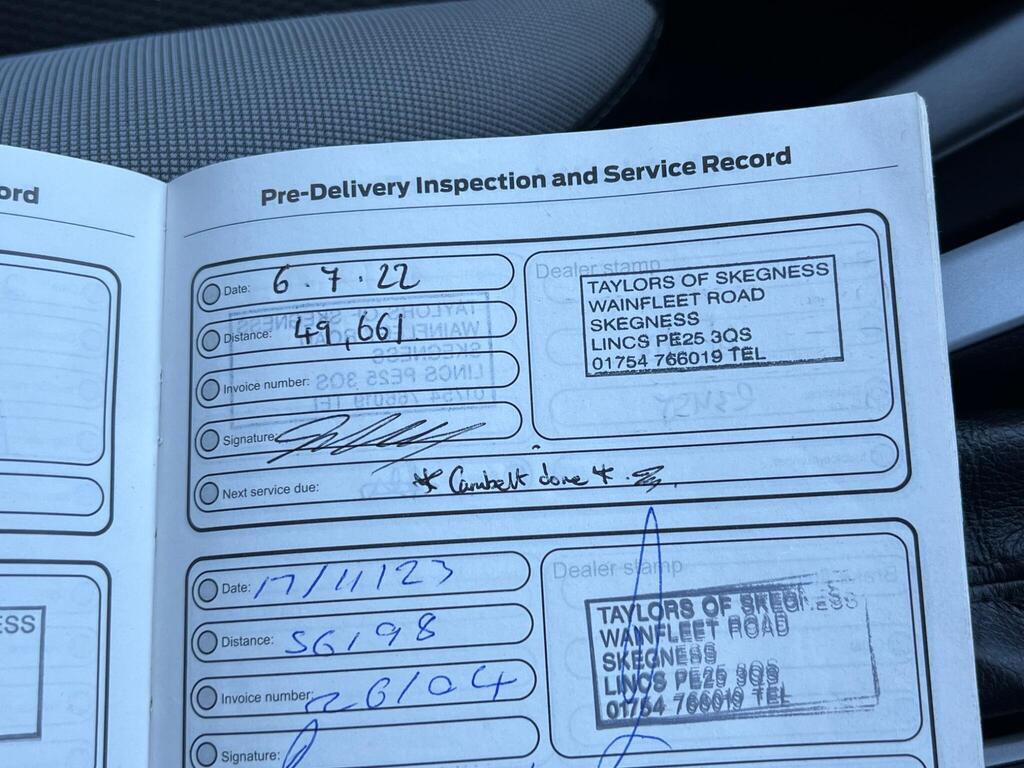 ord
Pre-Delivery Inspection and Service Record
Date: 6.7.22
Distance: 49,661
Invoice number:
Signature:
Next service due: * Cambelt done *
Dealer stamp
TAYLORS OF SKEGNESS
WAINFLEET ROAD
SKEGNESS
LINCS PE25 3QS
01754 766019 TEL
Date: 17/11/23
Distance: 56198
Invoice number: 26104
Signature:
Dealer stamp
TAYLORS OF SKEGNESS
WAINFLEET ROAD
SKEGNESS
LINCS PE25 3QS
01754 766019 TEL
ESS